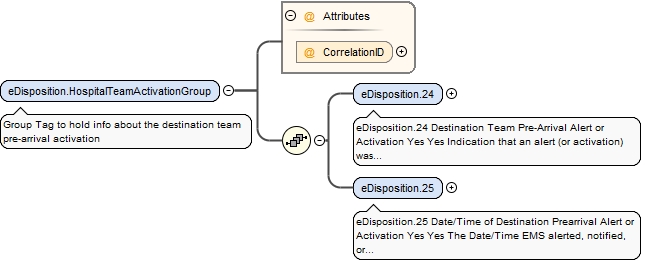 @ Attributes
@ CorrelationID
eDisposition.HospitalTeamActivationGroup
Group Tag to hold info about the destination team
pre-arrival activation
eDisposition.24
eDisposition.24 Destination Team Pre-Arrival Alert or
Activation Yes Yes Indication that an alert (or activation)
was...
eDisposition.25
eDisposition.25 Date/Time of Destination Prearrival Alert or
Activation Yes Yes The Date/Time EMS alerted, notified,
or...